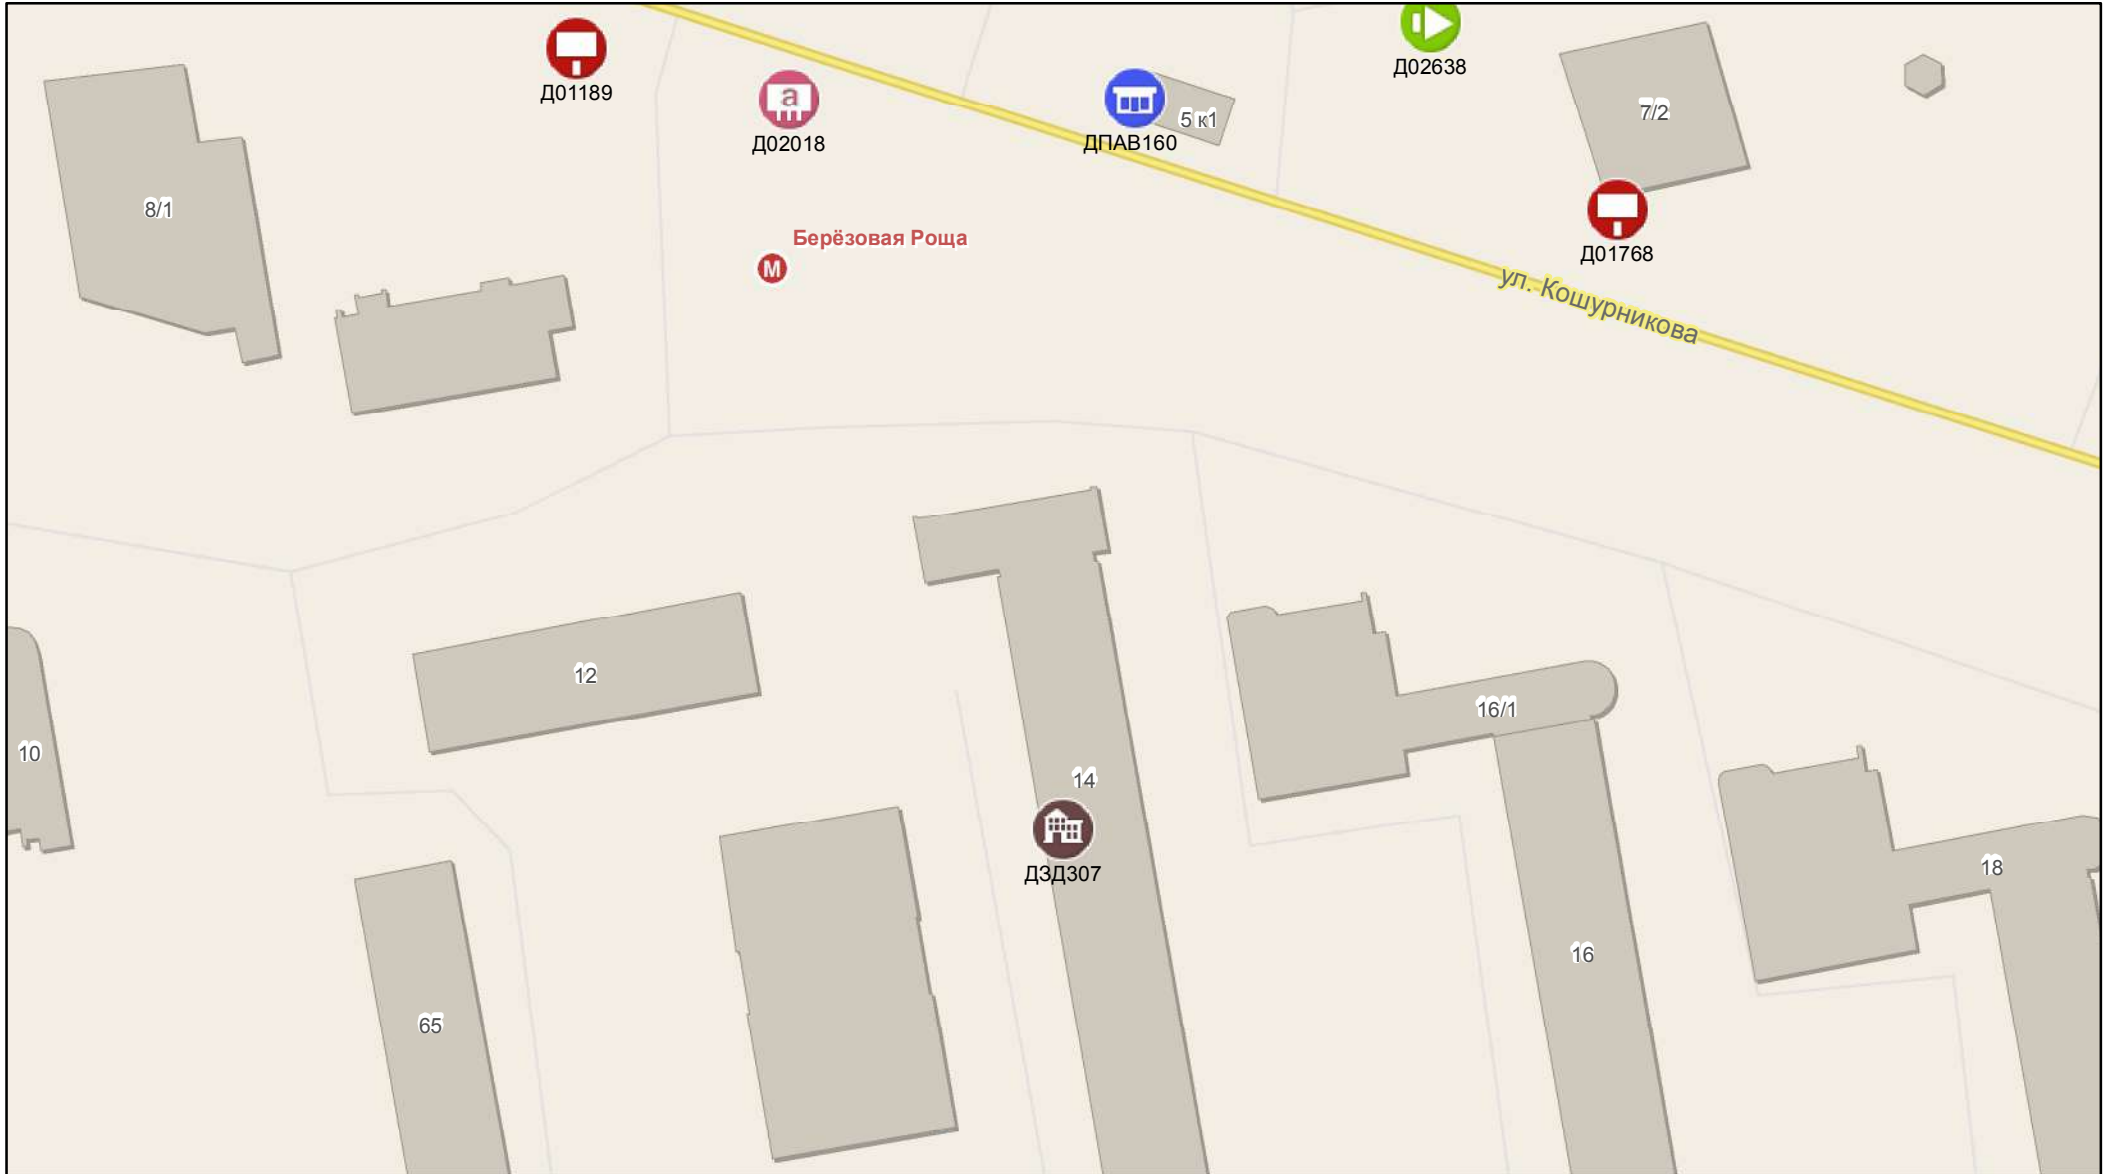 Д01189
Д02018
a
ДПАВ160
5 к1
Д02638
7/2
Д01768
8/1
Берёзовая Роща
М
ул. Кошурникова
12
10
14
ДЗД307
16/1
16
18
65